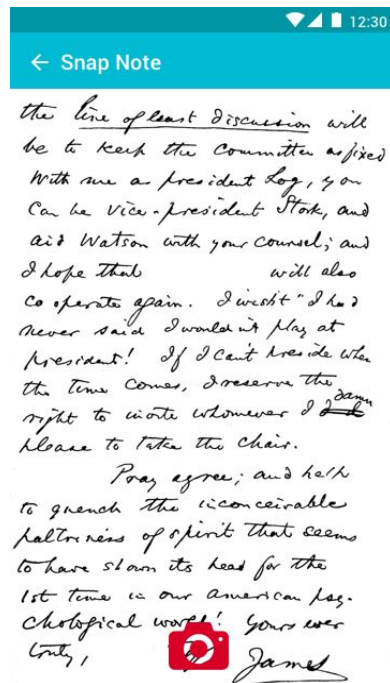 12:30
Snap Note
the line of least discussion will
be to keep the committee as fixed
With me as president Log, you
Can be Vice-president Stork, and
aid Watson with your counsel; and
I hope that will also
co operate again. I wish't "I had
never said I wouldn't play at
president! If I can't preside when
the time comes, I reserve the
right to invite whomever I damn
please to take the chair.
Pray agree; and help
to quench the inconceivable
paltriness of spirit that seems
to have shown its head for the
1st time in our american psy-
chological world! Yours ever
truly,
James